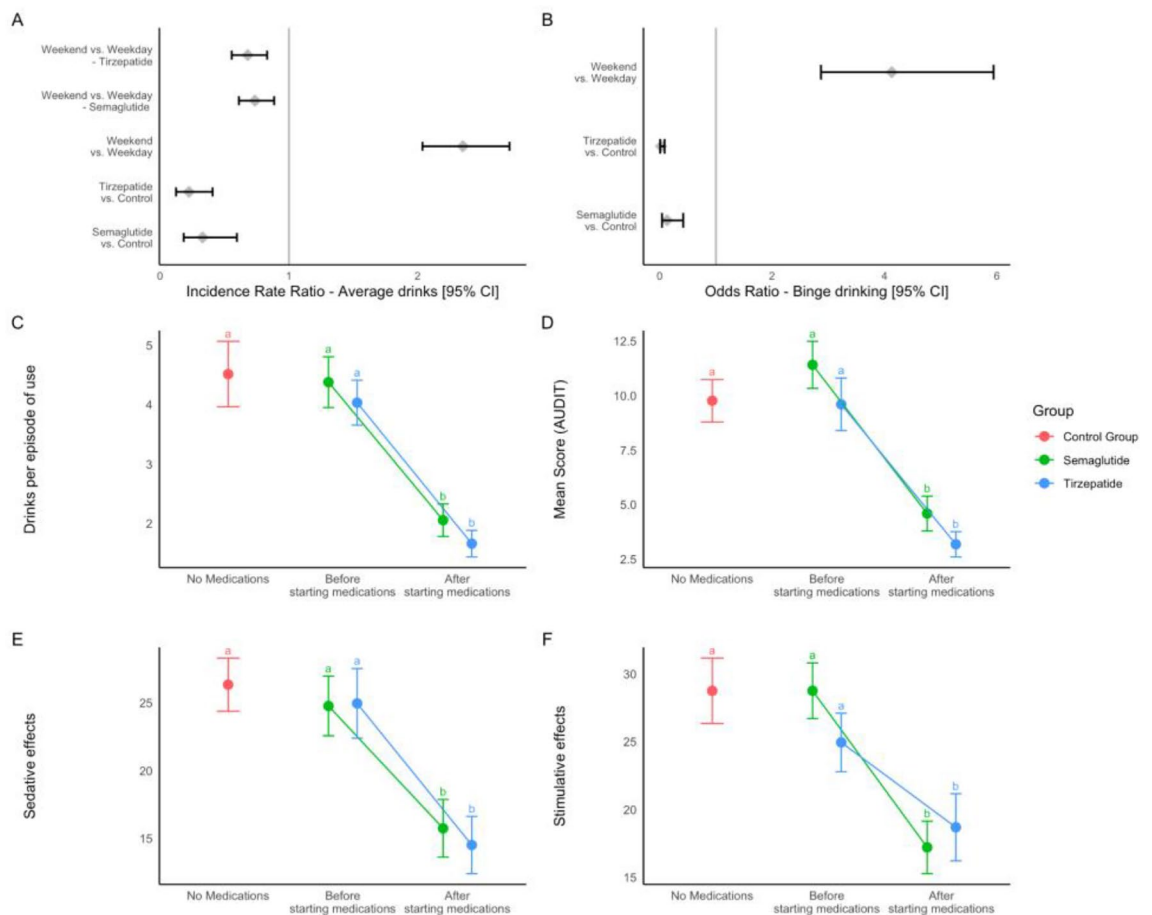 A
Weekend vs. Weekday
- Tirzepatide
Weekend vs. Weekday
- Semaglutide
Weekend
vs. Weekday
Tirzepatide
vs. Control
Semaglutide
vs. Control
0 1 2
Incidence Rate Ratio - Average drinks [95% CI]
B
Weekend
vs. Weekday
Tirzepatide
vs. Control
Semaglutide
vs. Control
0 2 4 6
Odds Ratio - Binge drinking [95% CI]
C
Drinks per episode of use
5
4
3
2
a
a
a
b
b
No Medications
Before
starting medications
After
starting medications
D
Mean Score (AUDIT)
12.5
10.0
7.5
5.0
2.5
a
a
a
b
b
No Medications
Before
starting medications
After
starting medications
Group
Control Group
Semaglutide
Tirzepatide
E
Sedative effects
25
20
15
a
a
a
b
b
No Medications
Before
starting medications
After
starting medications
F
Stimulative effects
30
25
20
15
a
a
a
b
b
No Medications
Before
starting medications
After
starting medications